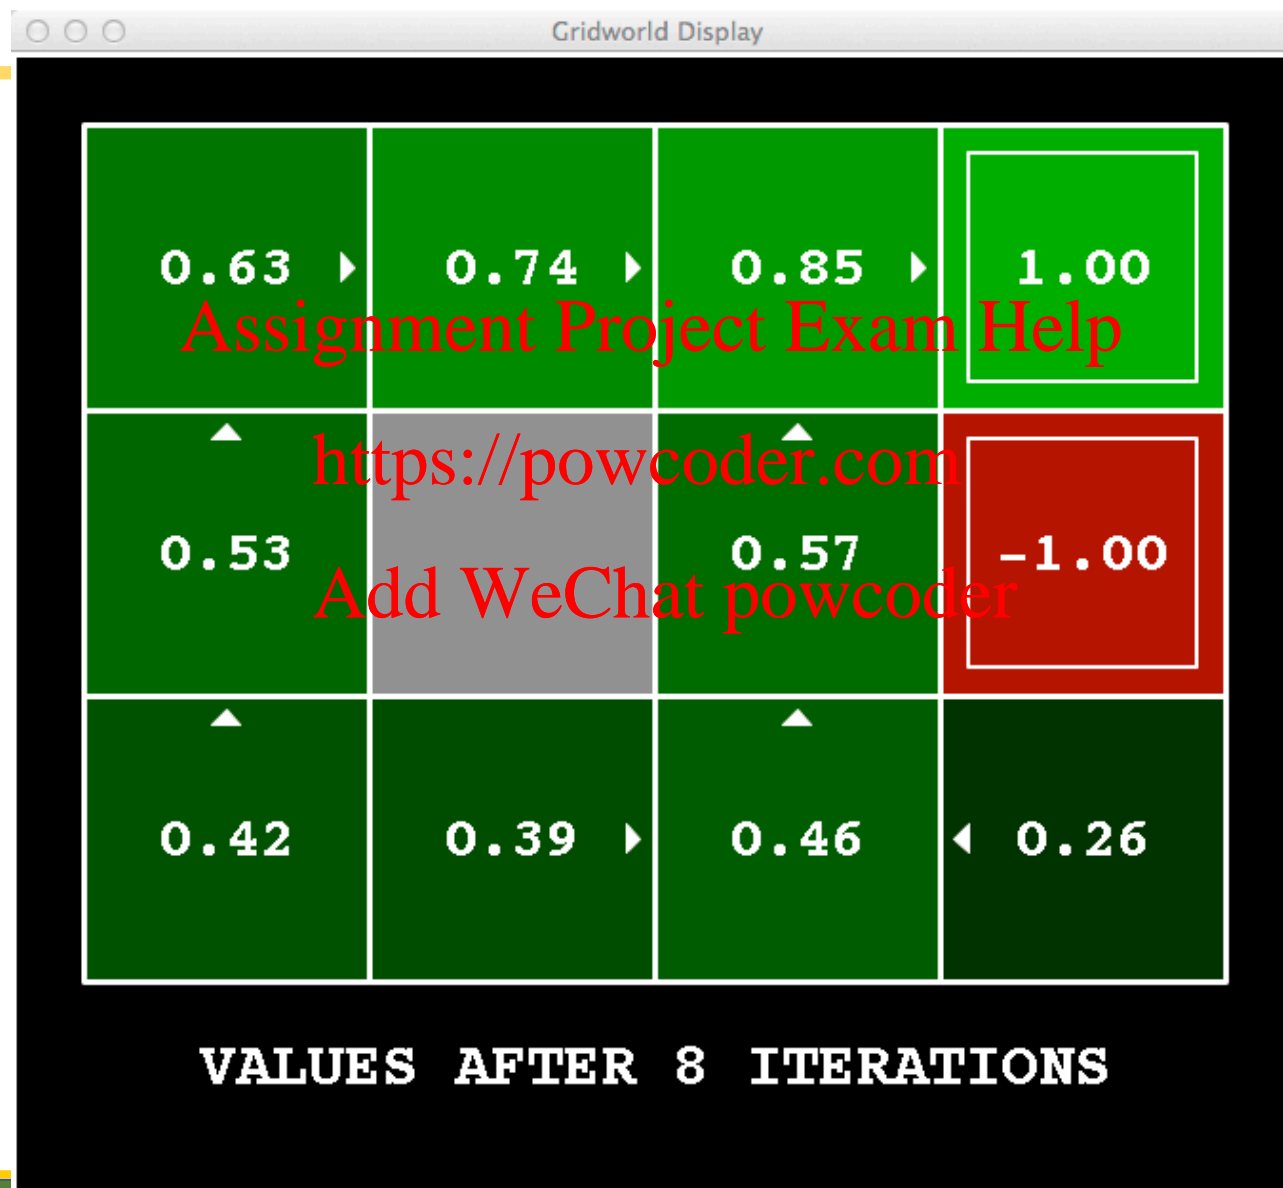 Gridworld Display
0.63 0.74 0.85 1.00
Assignment Project Exam Help
https://powcoder.com
0.53 0.57 -1.00
Add WeChat powcoder
0.42 0.39 0.46 0.26
VALUES AFTER 8 ITERATIONS